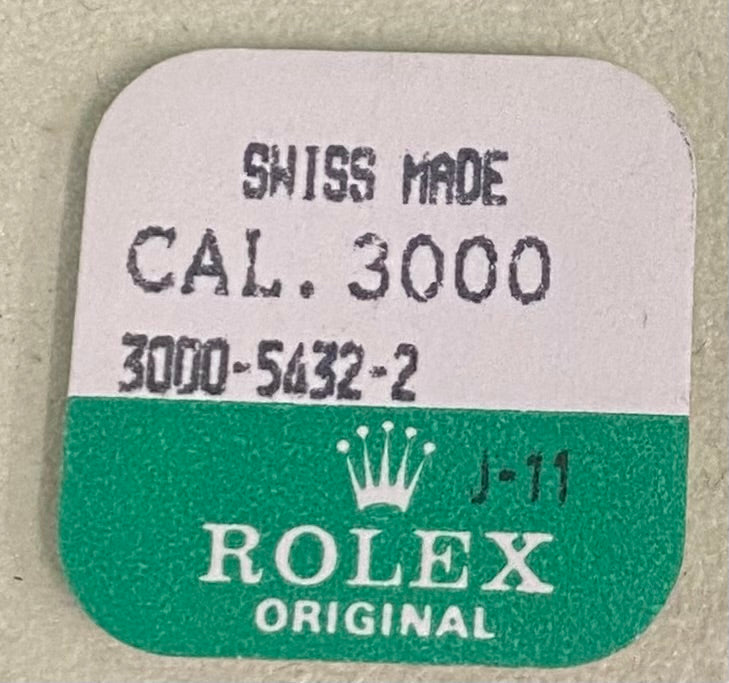 SWISS MADE
CAL. 3000
3000-5432-2
J-11
ROLEX
ORIGINAL